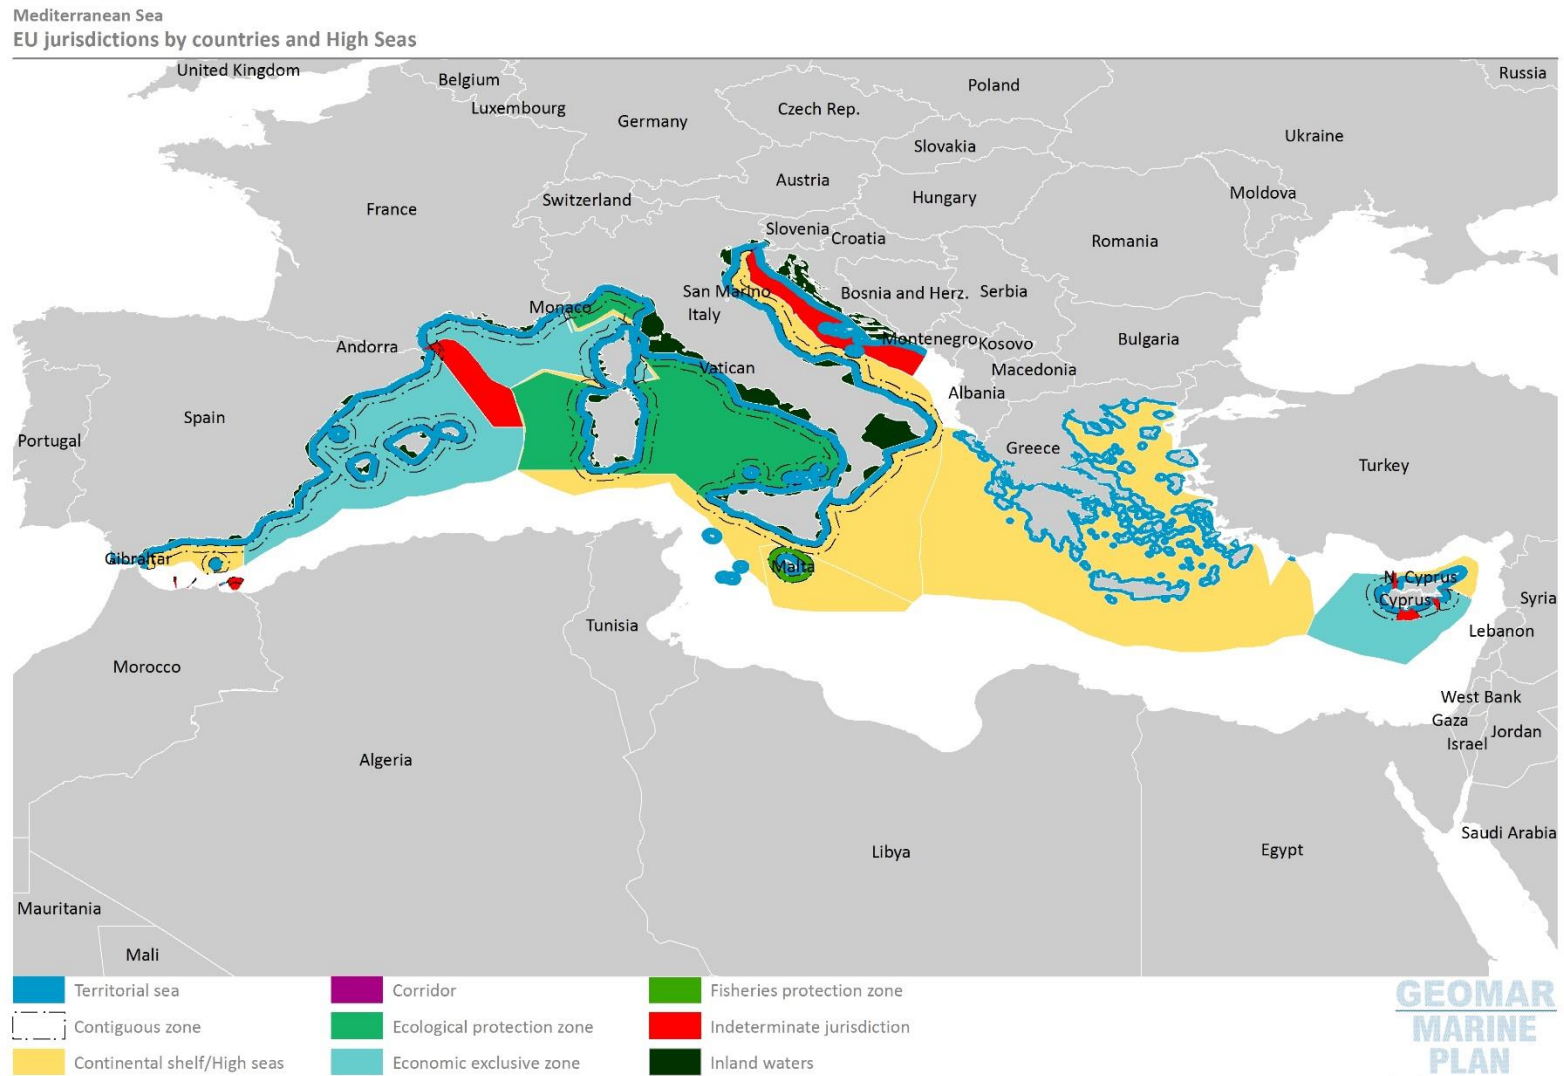 Mediterranean Sea
EU jurisdictions by countries and High Seas
United Kingdom
Belgium
Luxembourg
Germany
Czech Rep.
Poland
Russia
Slovakia
Ukraine
Austria
Hungary
Moldova
Switzerland
France
Slovenia
Croatia
Romania
San Marino
Bosnia and Herz.
Serbia
Monaco
Italy
Montenegro
Kosovo
Bulgaria
Andorra
Vatican
Macedonia
Albania
Spain
Portugal
Greece
Turkey
Gibraltar
Malta
N. Cyprus
Cyprus
Syria
Tunisia
Lebanon
Morocco
West Bank
Gaza
Jordan
Israel
Algeria
Libya
Egypt
Saudi Arabia
Mauritania
Mali
Territorial sea
Corridor
Fisheries protection zone
Contiguous zone
Ecological protection zone
Indeterminate jurisdiction
Continental shelf/High seas
Economic exclusive zone
Inland waters
GEOMAR
MARINE
PLAN